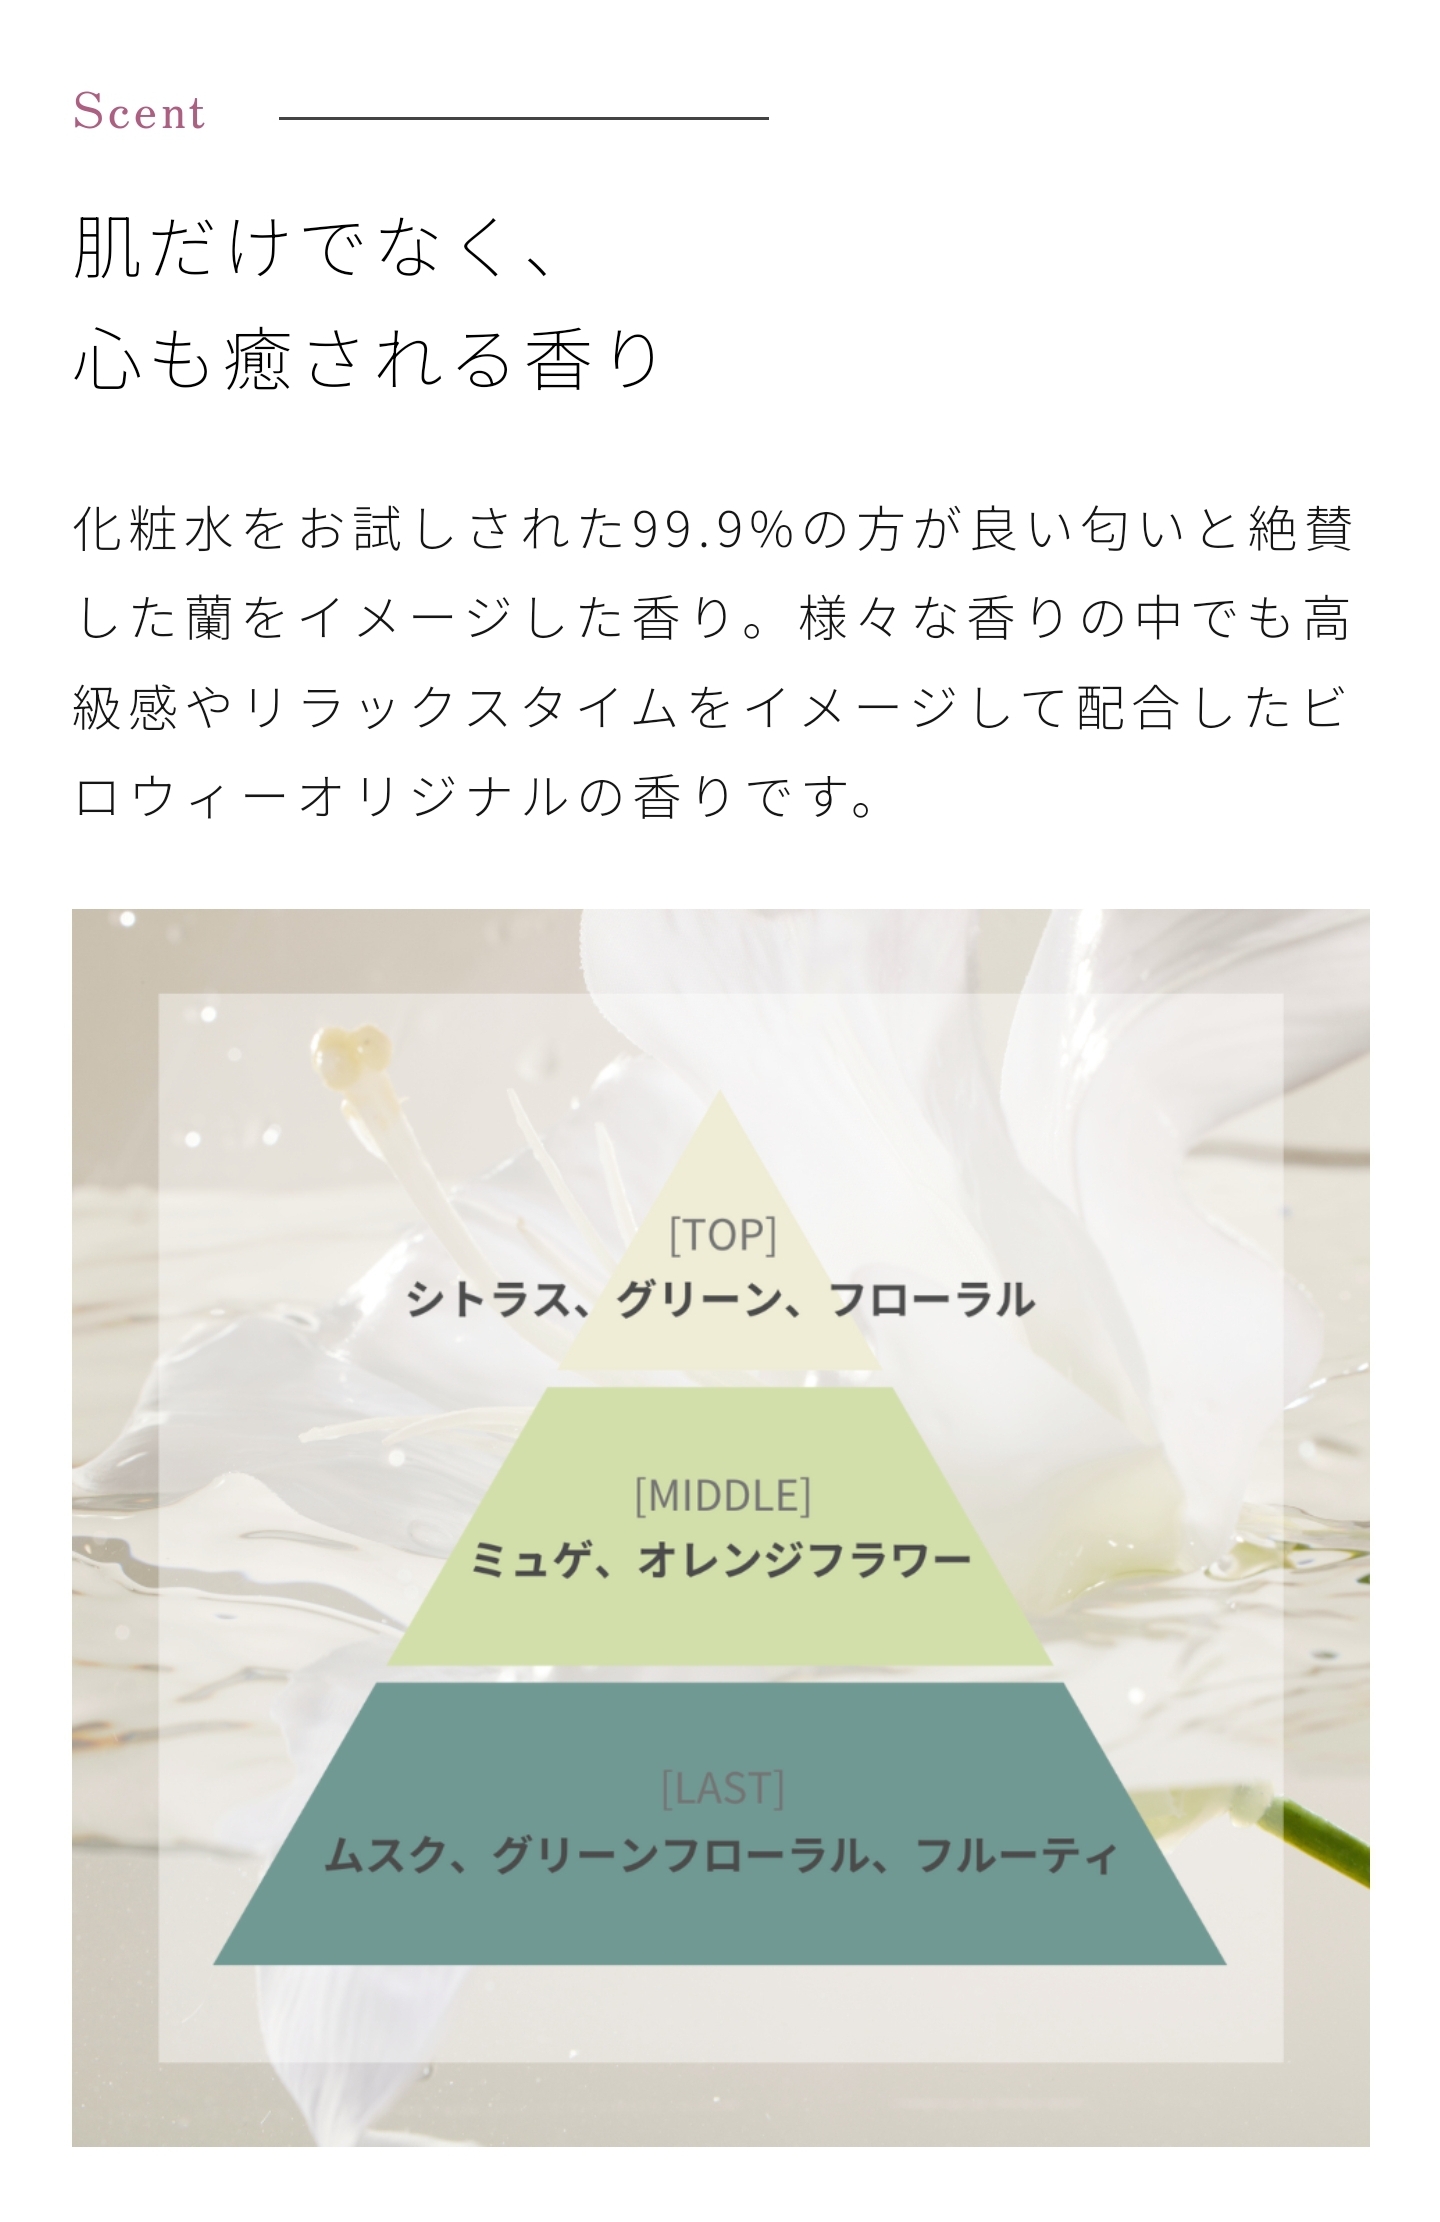 Scent
肌だけでなく、
心も癒される香り
化粧水をお試しされた99.9%の方が良い匂いと絶賛
した蘭をイメージした香り。様々な香りの中でも高
級感やリラックスタイムをイメージして配合したビ
ロウィーオリジナルの香りです。
[TOP]
シトラス、グリーン、フローラル
[MIDDLE]
ミュゲ、オレンジフラワー
[LAST]
ムスク、グリーンフローラル、フルーティ